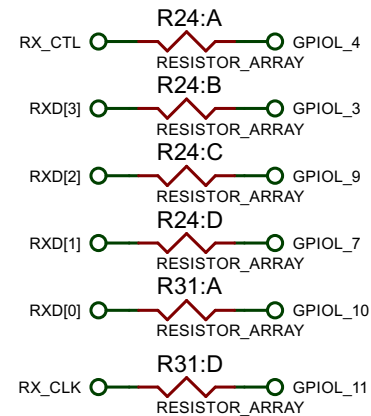 R24:A
RX_CTL GPIOL_4
RESISTOR_ARRAY
R24:B
RXD[3] GPIOL_3
RESISTOR_ARRAY
R24:C
RXD[2] GPIOL_9
RESISTOR_ARRAY
R24:D
RXD[1] GPIOL_7
RESISTOR_ARRAY
R31:A
RXD[0] GPIOL_10
RESISTOR_ARRAY
R31:D
RX_CLK GPIOL_11
RESISTOR_ARRAY